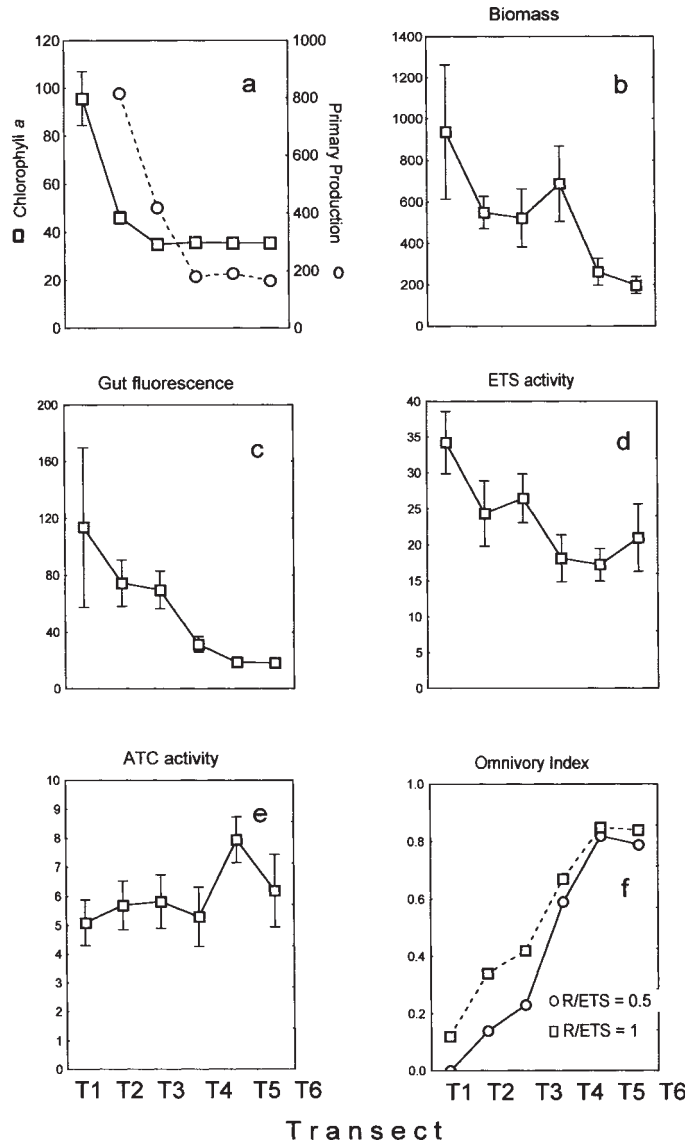 Biomass
120
100
80
60
40
20
0
Chlorophyll a
1000
800
600
400
200
0
Primary Production
a
1400
1200
1000
800
600
400
200
0
b
Gut fluorescence
200
160
120
80
40
0
c
ETS activity
40
35
30
25
20
15
10
5
0
d
ATC activity
10
9
8
7
6
5
4
3
2
1
0
e
T1 T2 T3 T4 T5 T6
Omnivory Index
1.0
0.8
0.6
0.4
0.2
0.0
f
R/ETS = 0.5
R/ETS = 1
T1 T2 T3 T4 T5 T6
Transect